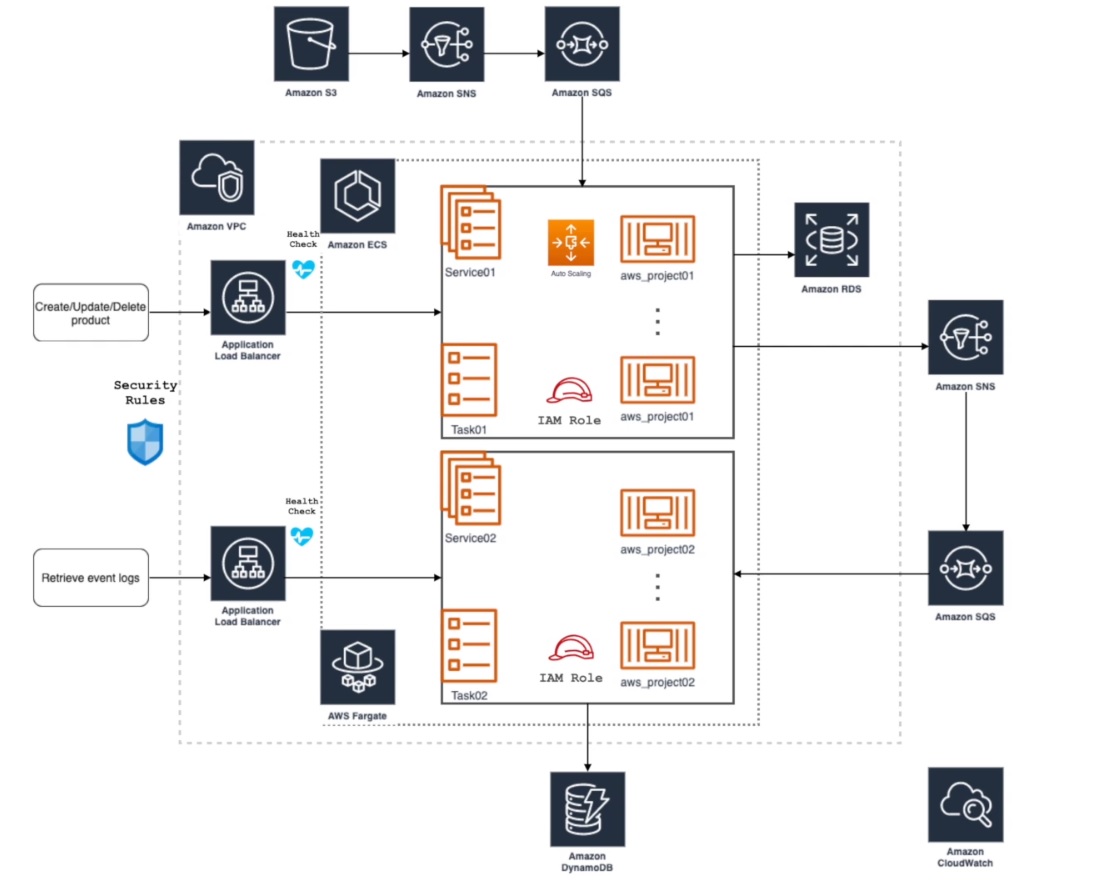 Amazon S3
Amazon SNS
Amazon SQS
Amazon VPC
Amazon ECS
Health
Check
Service01
Auto Scaling
aws_project01
Amazon RDS
Create/Update/Delete
product
Application
Load Balancer
Amazon SNS
Security
Rules
Task01
IAM Role
aws_project01
Health
Check
Service02
aws_project02
Retrieve event logs
Application
Load Balancer
Amazon SQS
Task02
IAM Role
aws_project02
AWS Fargate
Amazon
DynamoDB
Amazon
CloudWatch